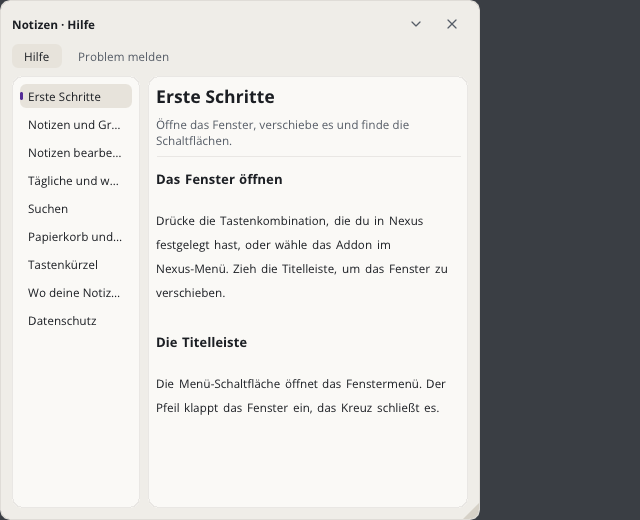 Notizen · Hilfe
Hilfe
Problem melden
Erste Schritte
Notizen und Gr...
Notizen bearbe...
Tägliche und w...
Suchen
Papierkorb und...
Tastenkürzel
Wo deine Notiz...
Datenschutz
Erste Schritte
Öffne das Fenster, verschiebe es und finde die
Schaltflächen.
Das Fenster öffnen
Drücke die Tastenkombination, die du in Nexus
festgelegt hast, oder wähle das Addon im
Nexus-Menü. Zieh die Titelleiste, um das Fenster zu
verschieben.
Die Titelleiste
Die Menü-Schaltfläche öffnet das Fenstermenü. Der
Pfeil klappt das Fenster ein, das Kreuz schließt es.